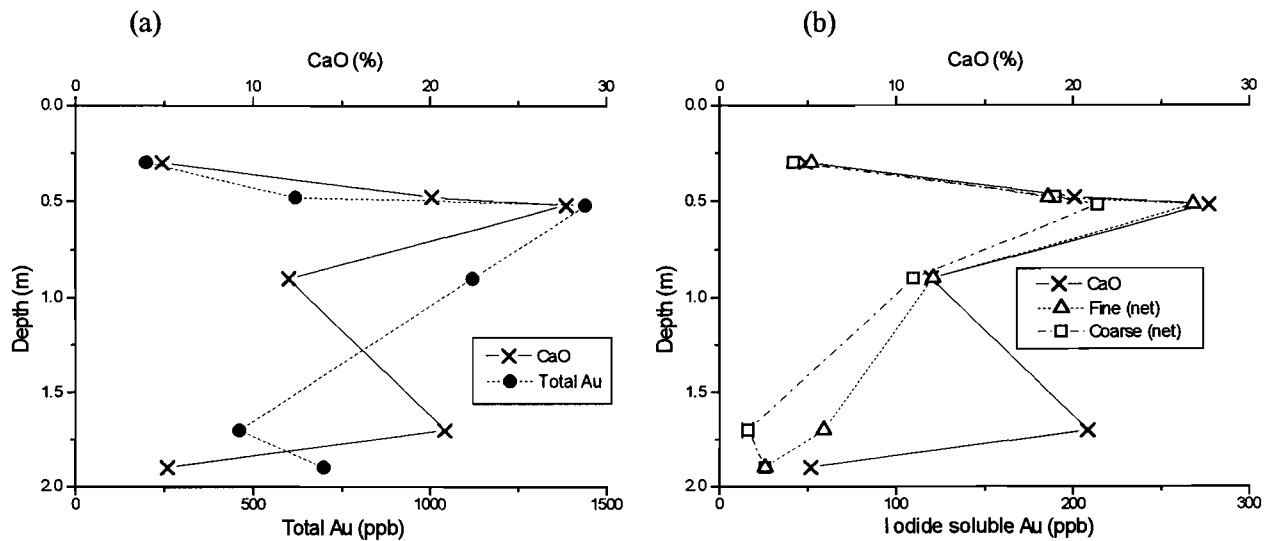 (a)
CaO (%)
0 10 20 30
0.0
0.5
1.0
1.5
2.0
Depth (m)
CaO
Total Au
500 1000 1500
Total Au (ppb)
(b)
CaO (%)
0 10 20 30
0.0
0.5
1.0
1.5
2.0
Depth (m)
CaO
Fine (net)
Coarse (net)
0 100 200 300
Iodide soluble Au (ppb)